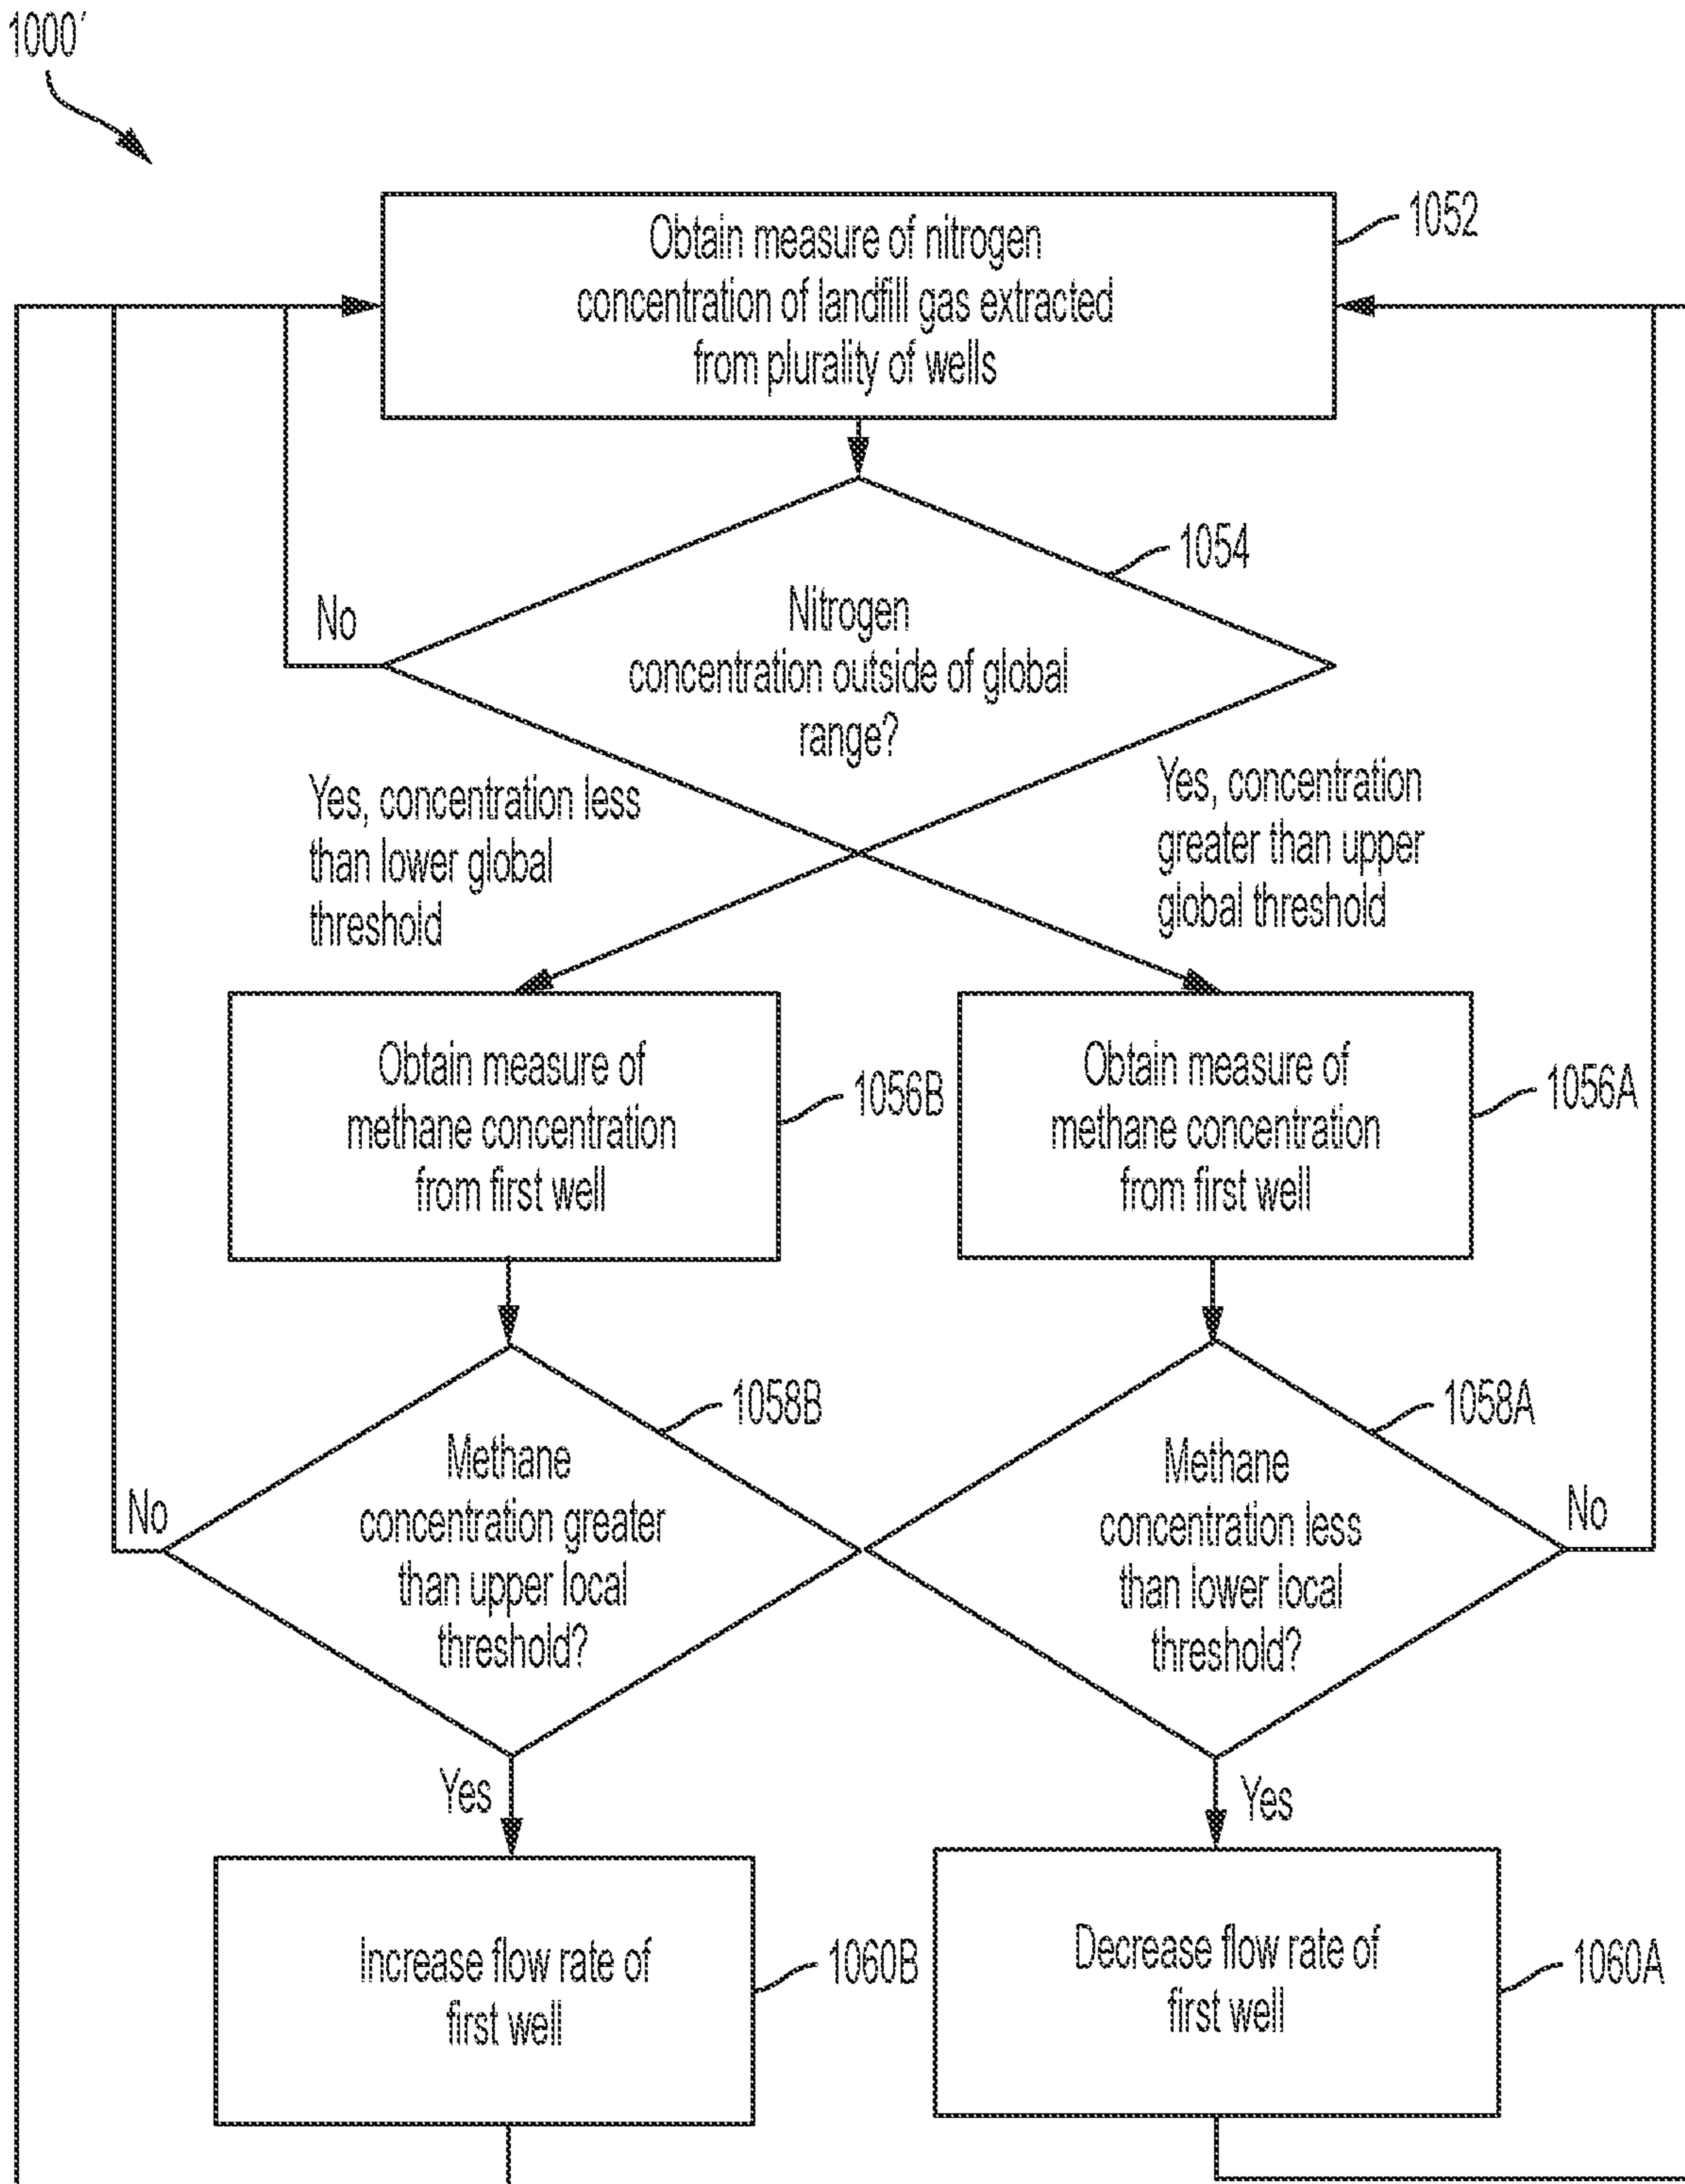 1000′
1052
Obtain measure of nitrogen
concentration of landfill gas extracted
from plurality of wells
1054
No
Nitrogen
concentration outside of global
range?
Yes, concentration less
than lower global
threshold
Yes, concentration
greater than upper
global threshold
Obtain measure of
methane concentration
from first well
1056B
Obtain measure of
methane concentration
from first well
1056A
1058B
Methane
concentration greater
than upper local
threshold?
No
1058A
Methane
concentration less
than lower local
threshold?
No
Yes
Yes
Increase flow rate of
first well
1060B
Decrease flow rate of
first well
1060A